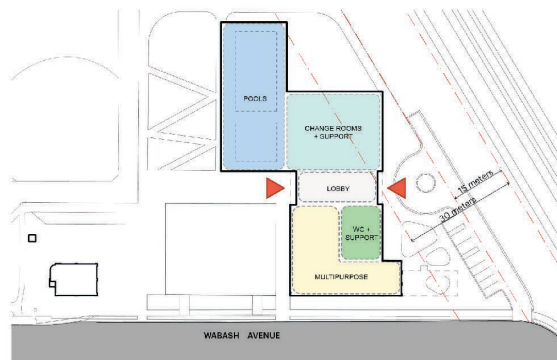 POOLS
CHANGE ROOMS
+ SUPPORT
LOBBY
15 meters
30 meters
WC +
SUPPORT
MULTIPURPOSE
WABASH AVENUE